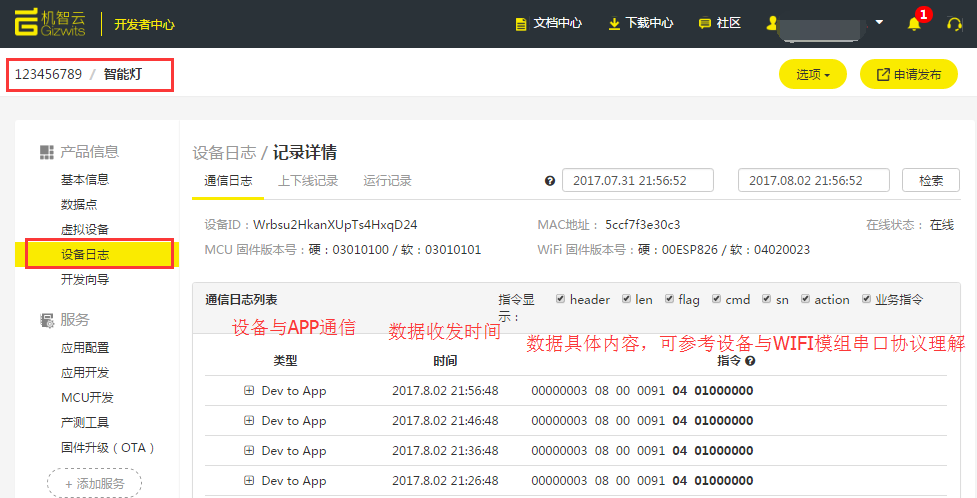 机智云 Gizwits 开发者中心 文档中心 下载中心 社区 1
123456789 / 智能灯 选项 申请发布
产品信息
基本信息
数据点
虚拟设备
设备日志
开发向导
服务
应用配置
应用开发
MCU开发
产测工具
固件升级（OTA）
+ 添加服务
设备日志 / 记录详情
通信日志 上下线记录 运行记录 2017.07.31 21:56:52 2017.08.02 21:56:52 检索
设备ID：Wrbsu2HkanXUpTs4HxqD24 MAC地址： 5ccf7f3e30c3 在线状态： 在线
MCU 固件版本号：硬：03010100 / 软：03010101 WiFi 固件版本号：硬：00ESP826 / 软：04020023
通信日志列表 指令显示： header len flag cmd sn action 业务指令
设备与APP通信 数据收发时间 数据具体内容，可参考设备与WIFI模组串口协议理解
类型 时间 指令
Dev to App 2017.8.02 21:56:48 00000003 08 00 0091 04 01000000
Dev to App 2017.8.02 21:46:48 00000003 08 00 0091 04 01000000
Dev to App 2017.8.02 21:36:48 00000003 08 00 0091 04 01000000
Dev to App 2017.8.02 21:26:48 00000003 08 00 0091 04 01000000